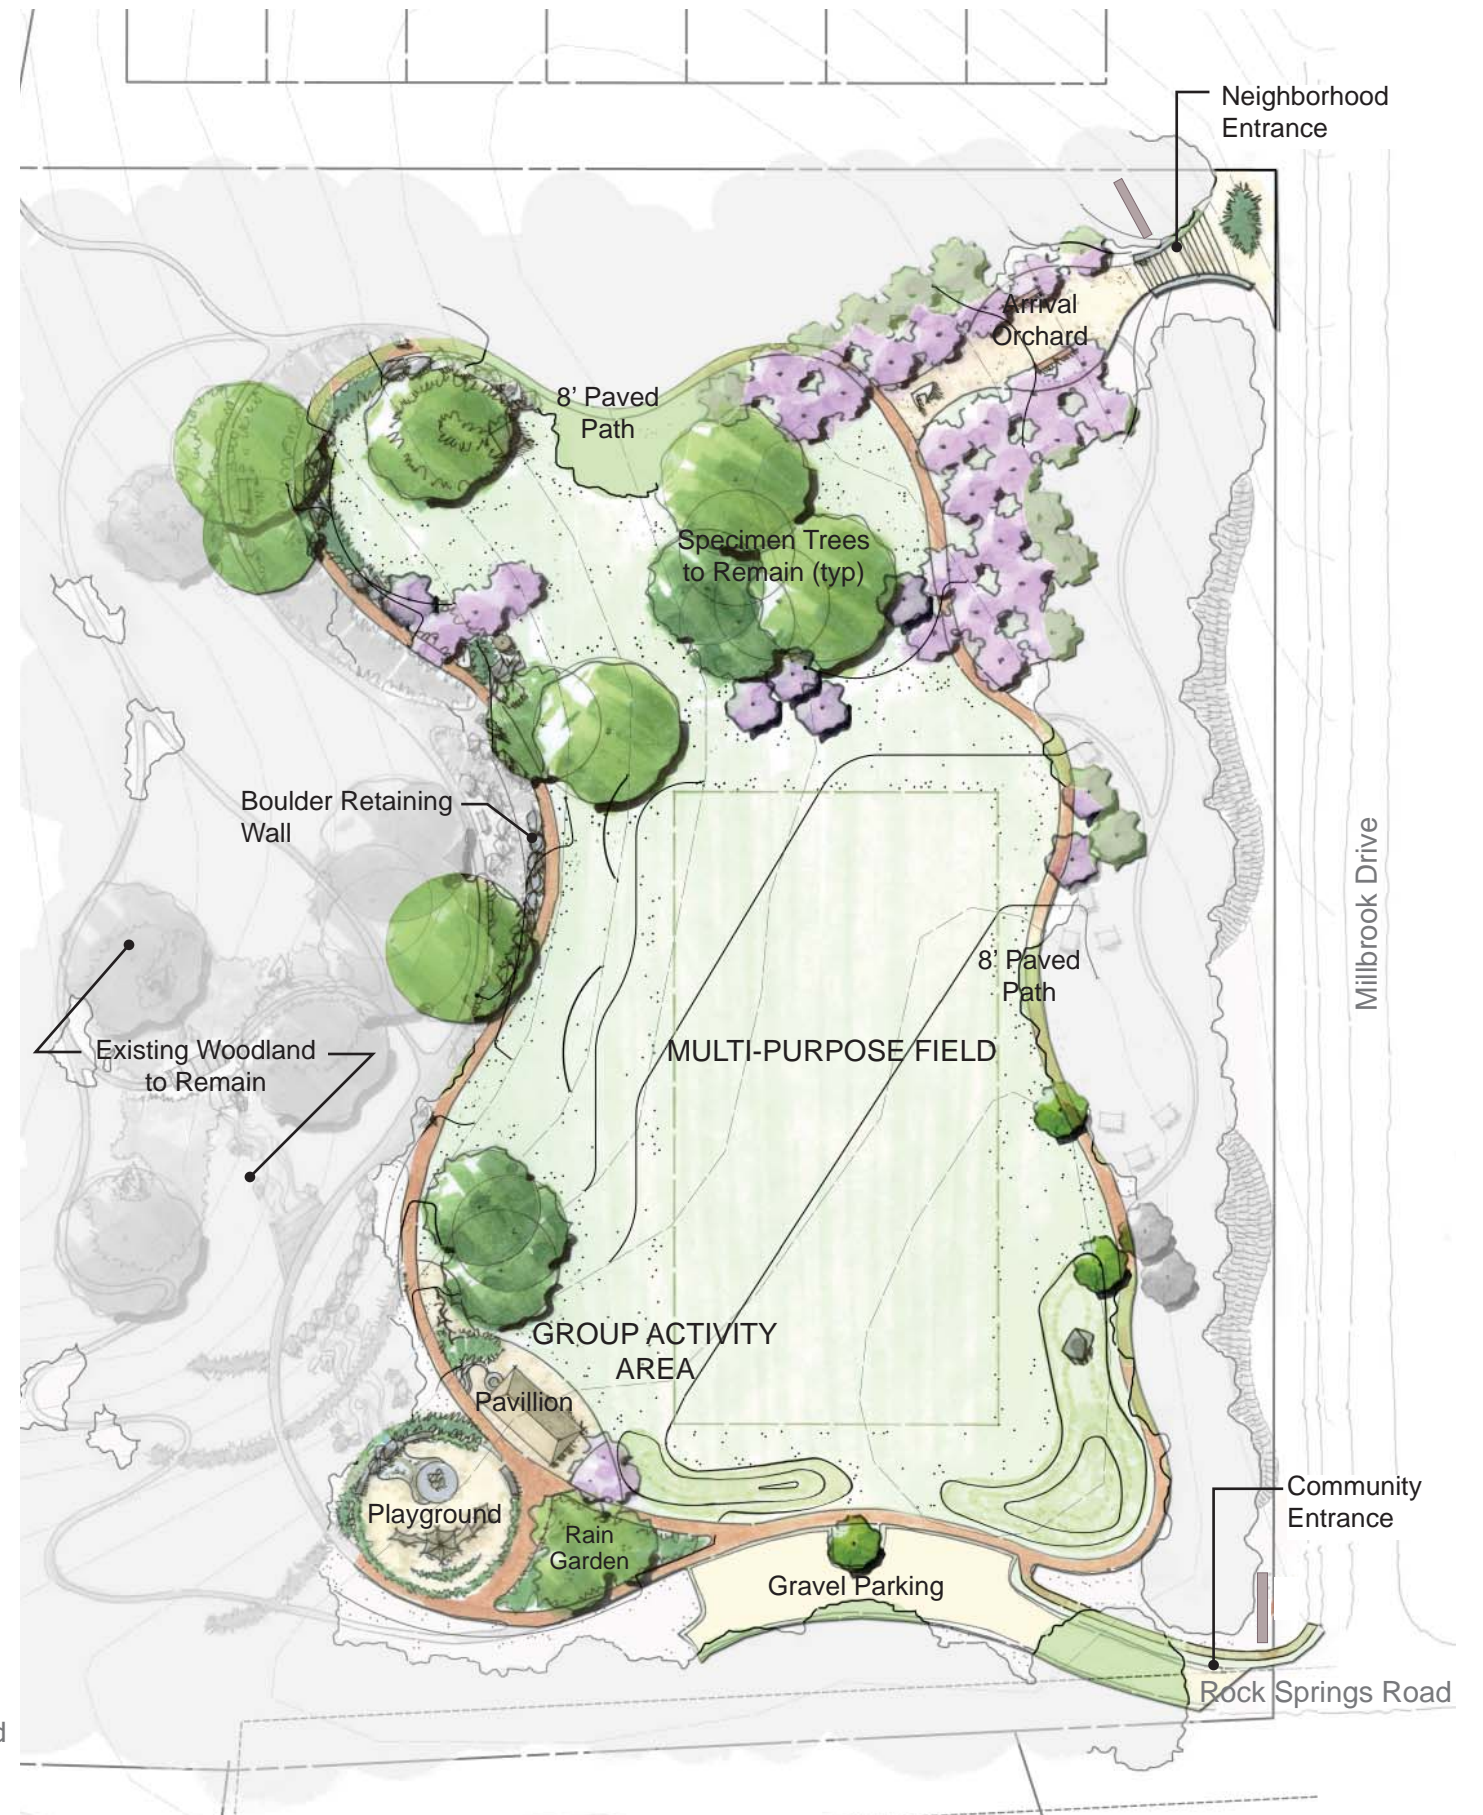 Neighborhood
Entrance
Arrival
Orchard
8’ Paved
Path
Specimen Trees
to Remain (typ)
Boulder Retaining
Wall
Millbrook Drive
8’ Paved
Path
Existing Woodland
to Remain
MULTI-PURPOSE FIELD
GROUP ACTIVITY
AREA
Pavillion
Playground
Rain
Garden
Gravel Parking
Community
Entrance
Rock Springs Road
d